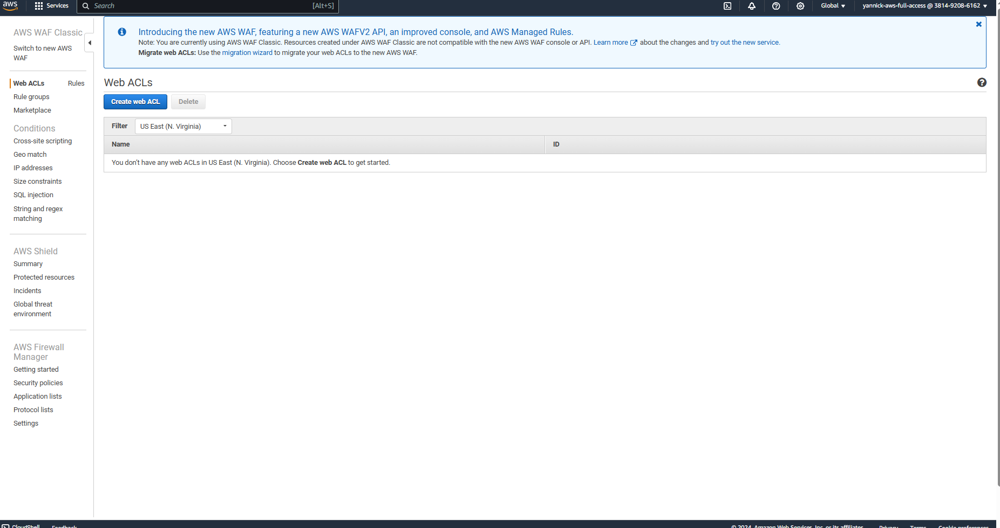 aws
Services
Search
[Alt+S]
Global
yannick-aws-full-access @ 3814-9208-6162
AWS WAF Classic
Switch to new AWS
WAF
Web ACLs
Rules
Rule groups
Marketplace
Conditions
Cross-site scripting
Geo match
IP addresses
Size constraints
SQL injection
String and regex
matching
AWS Shield
Summary
Protected resources
Incidents
Global threat
environment
AWS Firewall
Manager
Getting started
Security policies
Application lists
Protocol lists
Settings
Introducing the new AWS WAF, featuring a new AWS WAFV2 API, an improved console, and AWS Managed Rules.
Note: You are currently using AWS WAF Classic. Resources created under AWS WAF Classic are not compatible with the new AWS WAF console or API. Learn more about the changes and try out the new service.
Migrate web ACLs: Use the migration wizard to migrate your web ACLs to the new AWS WAF.
Web ACLs
Create web ACL
Delete
Filter
US East (N. Virginia)
Name
ID
You don't have any web ACLs in US East (N. Virginia). Choose Create web ACL to get started.
CloudShell
Feedback
© 2024, Amazon Web Services, Inc. or its affiliates.
Privacy
Terms
Cookie preferences